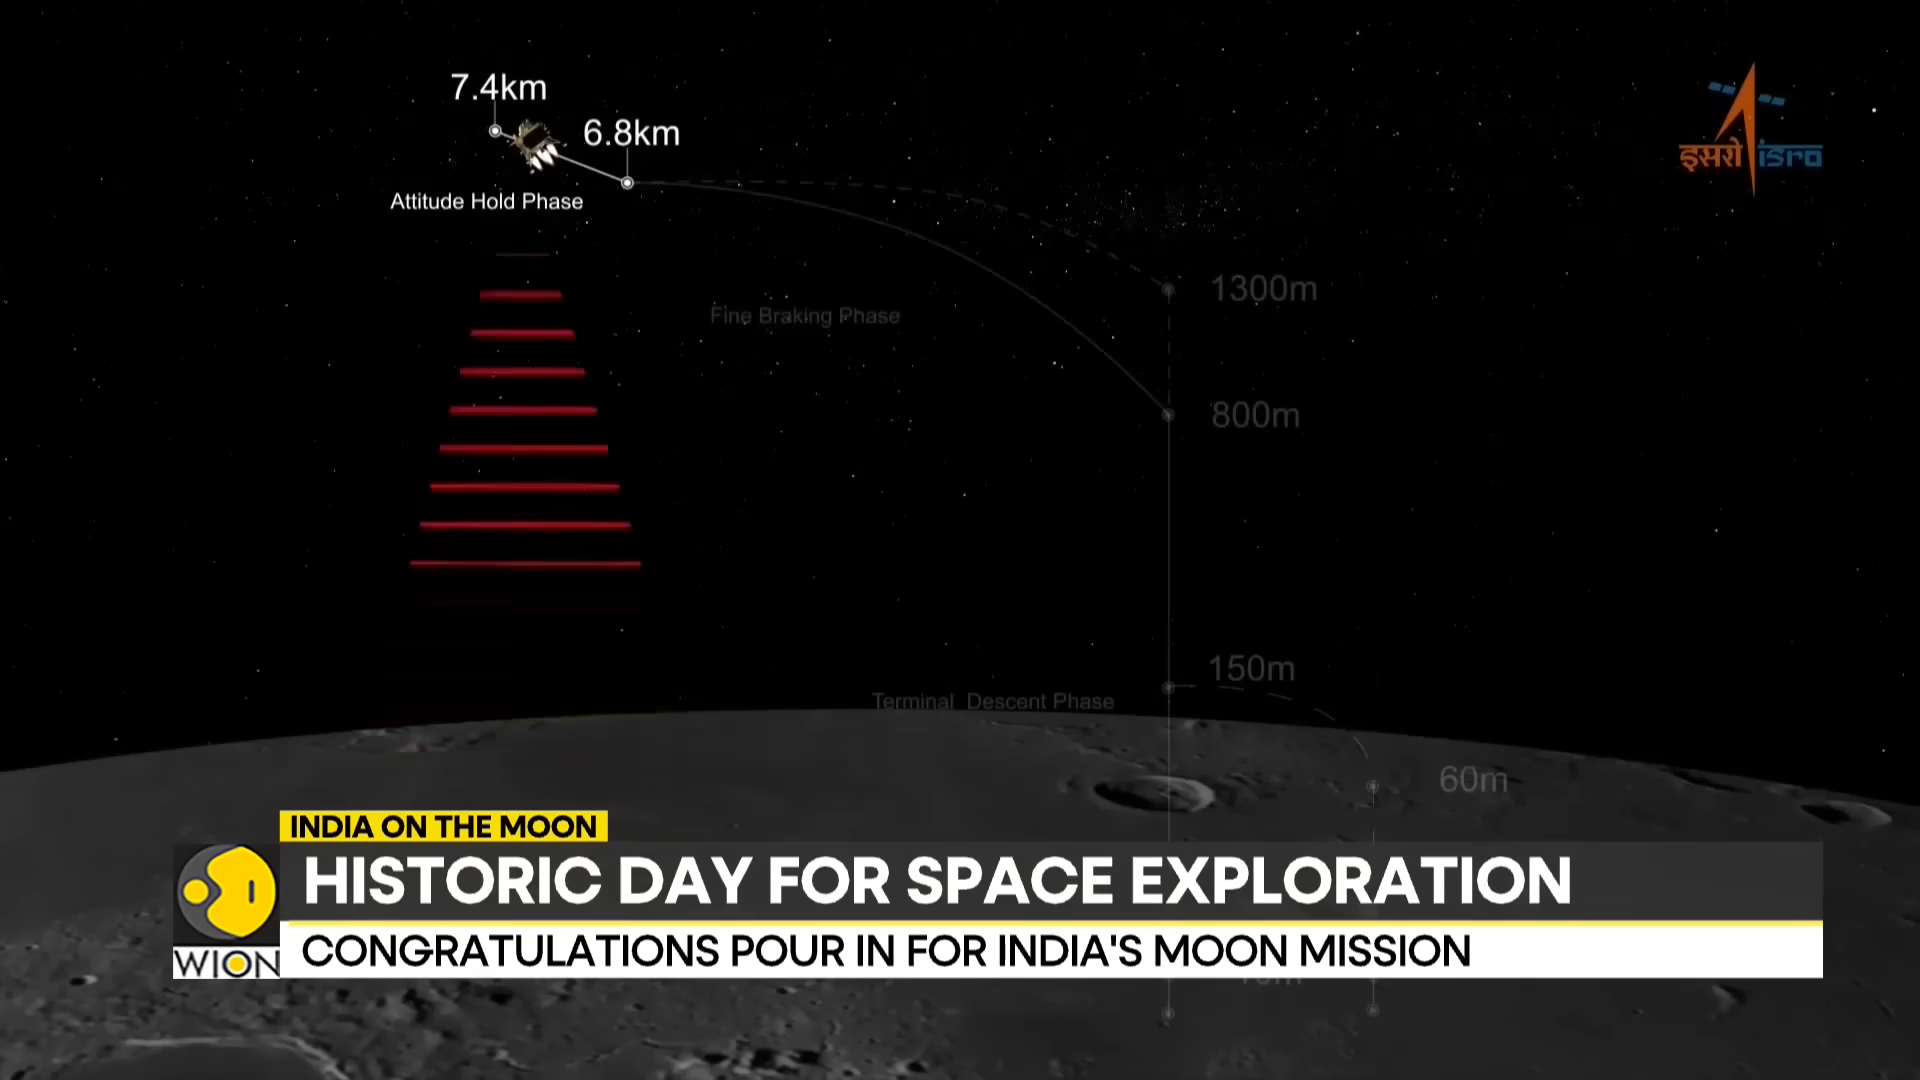 7.4km
6.8km
Attitude Hold Phase
इसरो isro
1300m
Fine Braking Phase
800m
150m
Terminal Descent Phase
60m
INDIA ON THE MOON
HISTORIC DAY FOR SPACE EXPLORATION
CONGRATULATIONS POUR IN FOR INDIA'S MOON MISSION
WION